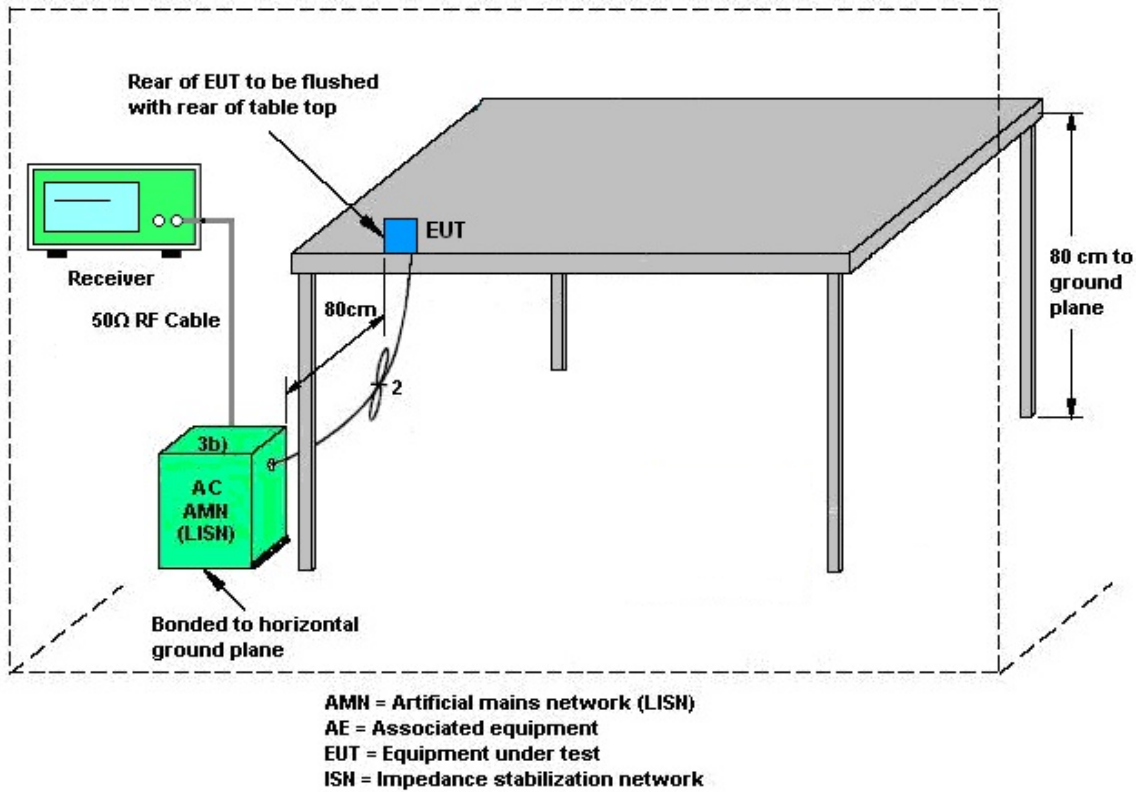 Rear of EUT to be flushed
with rear of table top
EUT
Receiver
50Ω RF Cable
80cm
80 cm to
ground
plane
2
3b)
AC
AMN
(LISN)
Bonded to horizontal
ground plane
AMN = Artificial mains network (LISN)
AE = Associated equipment
EUT = Equipment under test
ISN = Impedance stabilization network